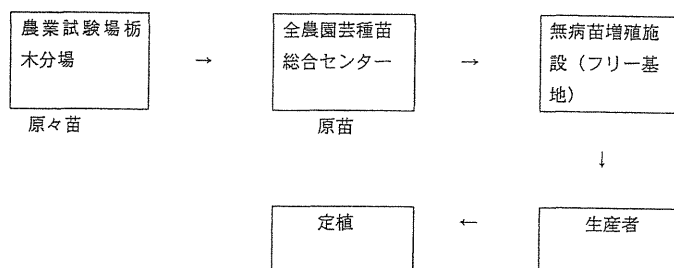 農業試験場栃
木分場
→
全農園芸種苗
総合センター
→
無病苗増殖施
設（フリー基
地）
原々苗
原苗
↓
定植
←
生産者